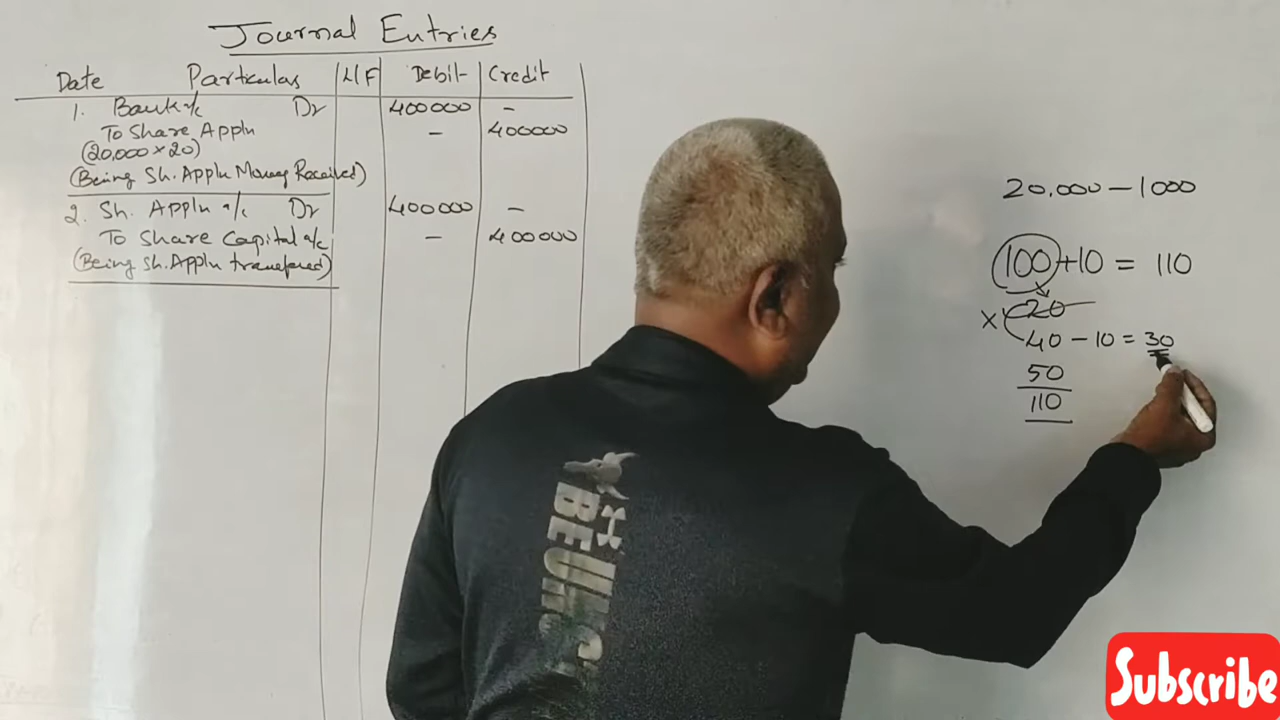 Journal Entries
Date Particulas L/F Debit Credit
1. Bank a/c Dr 400000 -
To Share Appln - 400000
(20,000 × 20)
(Being Sh. Appln Money Received)
2. Sh. Appln a/c Dr 400000 -
To Share Capital a/c - 400000
(Being Sh. Appln transferred)
20,000 - 1000
100 + 10 = 110
× 20
40 - 10 = 30
50
110
Subscribe